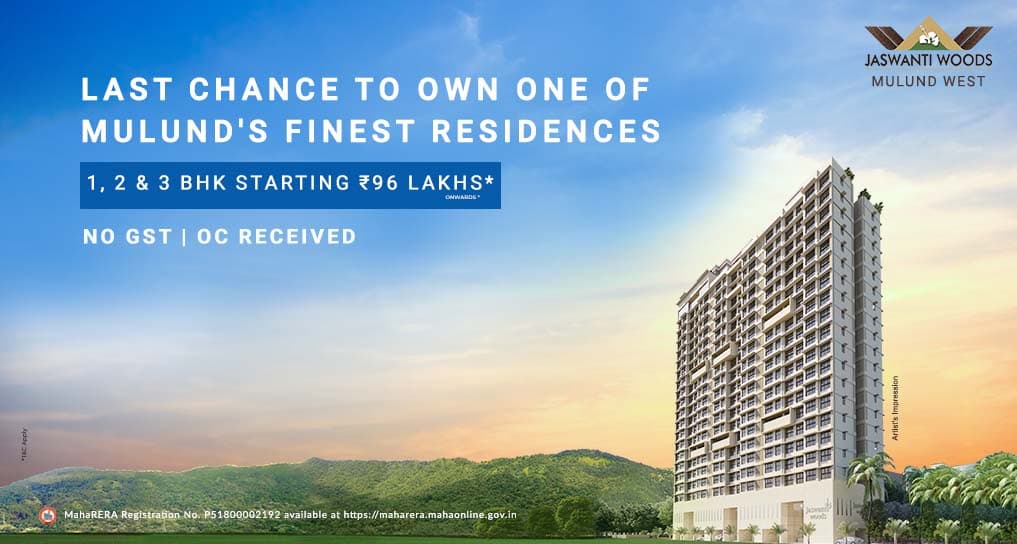 JASWANTI WOODS
MULUND WEST
LAST CHANCE TO OWN ONE OF
MULUND'S FINEST RESIDENCES
1, 2 & 3 BHK STARTING ₹96 LAKHS*
ONWARDS*
NO GST | OC RECEIVED
Artist's Impression
*T&C Apply
MahaRERA Registration No. P51800002192 available at https://maharera.mahaonline.gov.in
jaswanti
woods